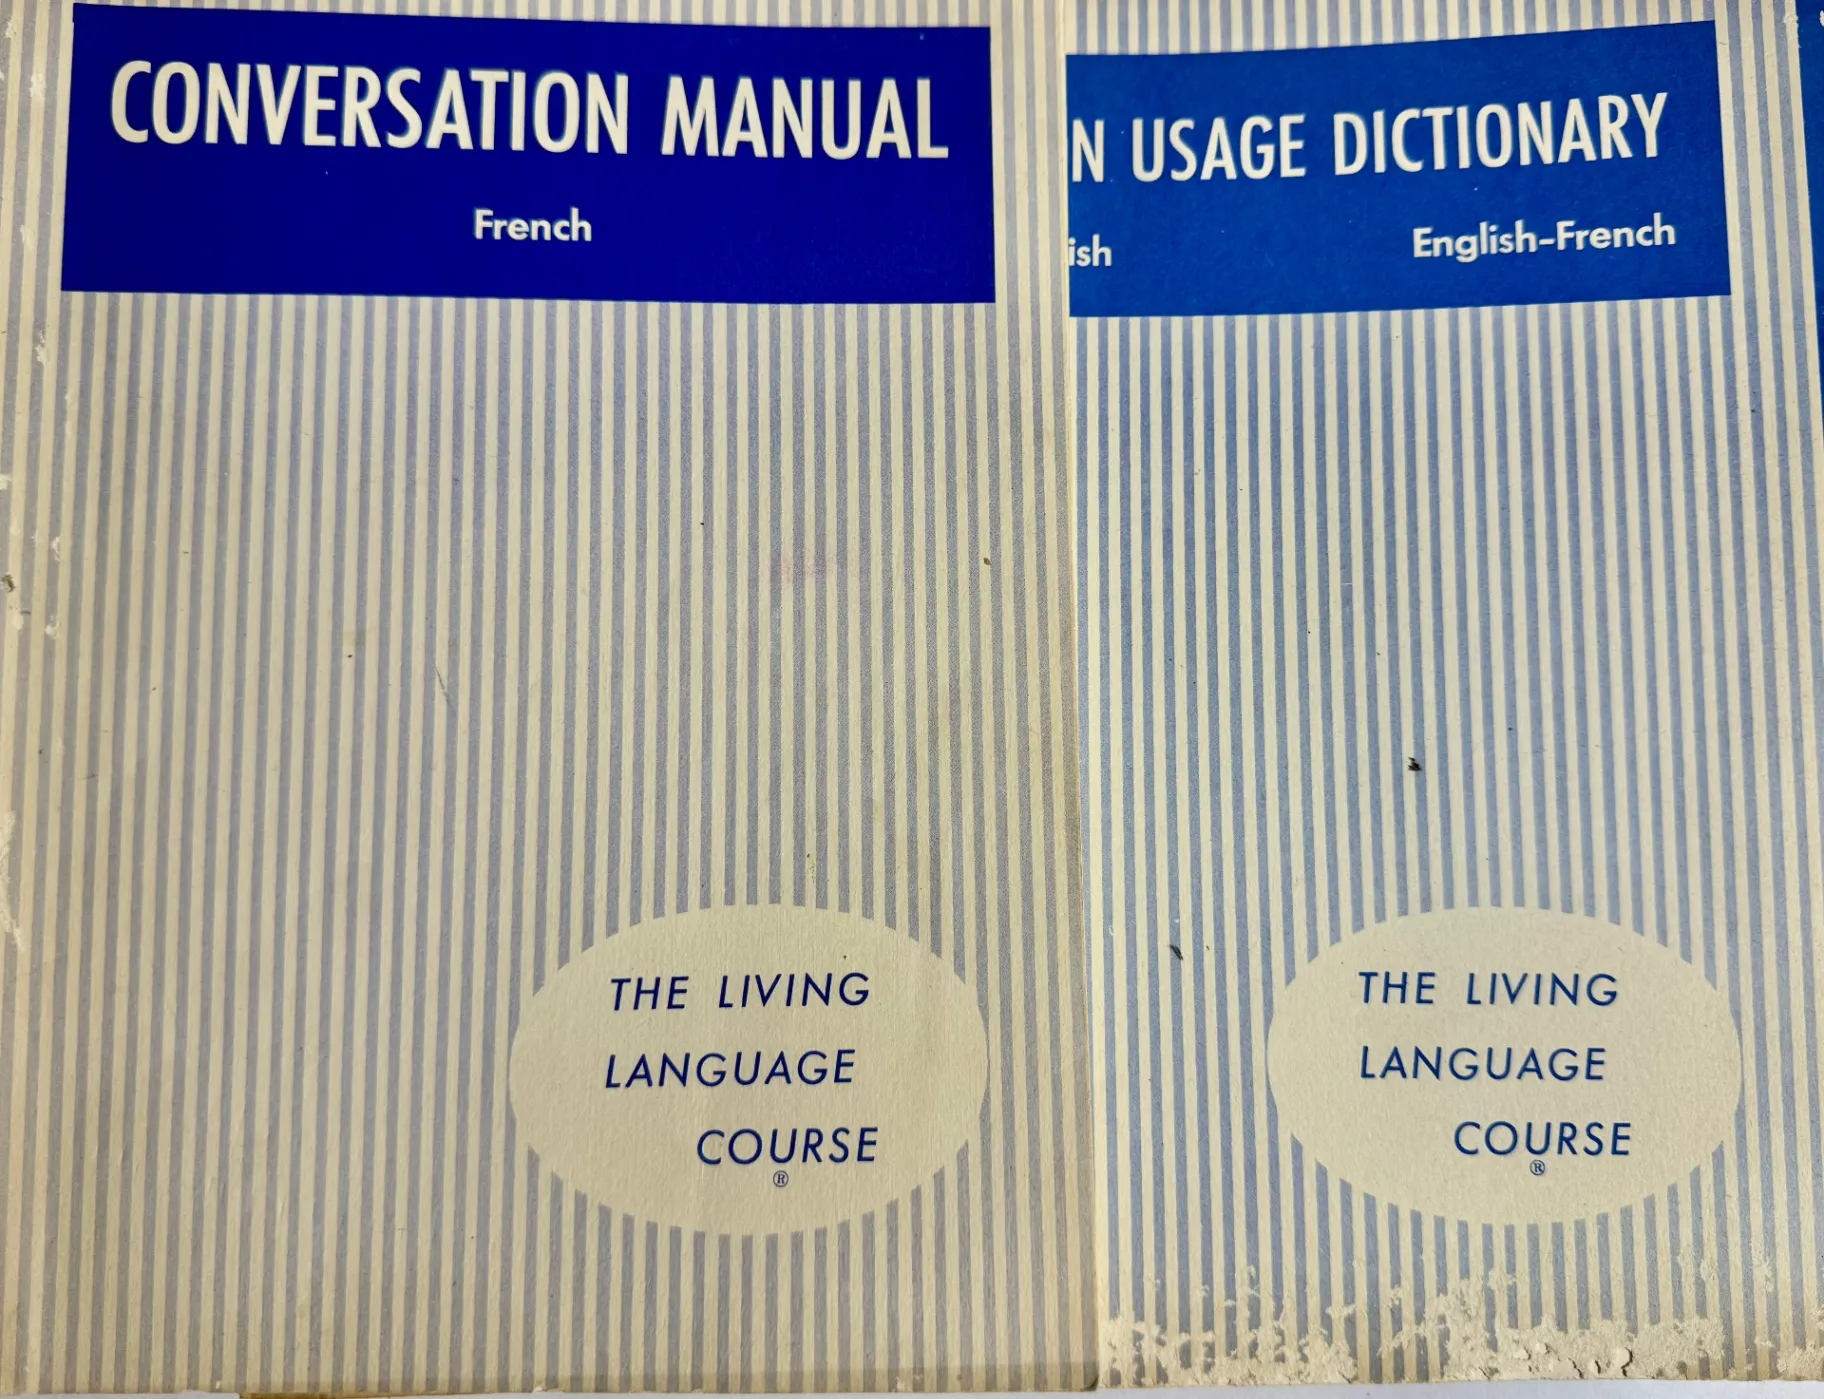 CONVERSATION MANUAL
French
THE LIVING
LANGUAGE
COURSE
®
N USAGE DICTIONARY
ish English-French
THE LIVING
LANGUAGE
COURSE
®